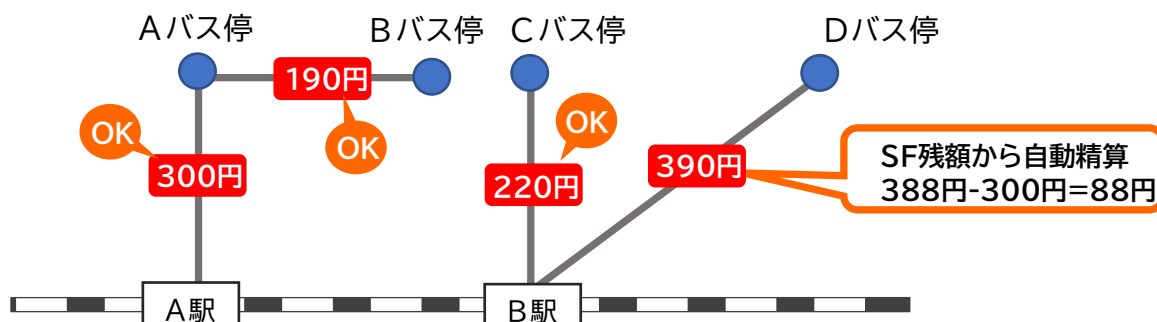 Aバス停
Bバス停
Cバス停
Dバス停
190円
OK
OK
OK
300円
220円
390円
SF残額から自動精算
388円-300円=88円
A駅
B駅